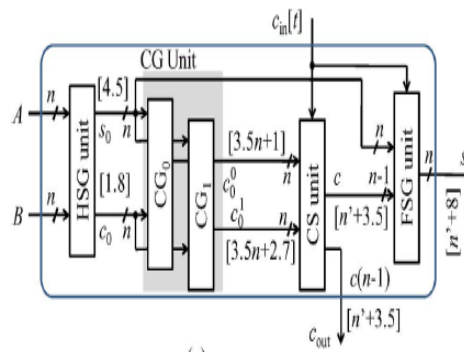 c_in[t]
CG Unit
A
n
HSG unit
[4.5]
s_0
n
CG_0
CG_1
[3.5n+1]
c_0^0
n
CS unit
n
FSG unit
n
s
B
n
[1.8]
c_0
n
c_0^1
n
[3.5n+2.7]
c
n-1
[n'+3.5]
[n'+8]
c(n-1)
[n'+3.5]
c_out